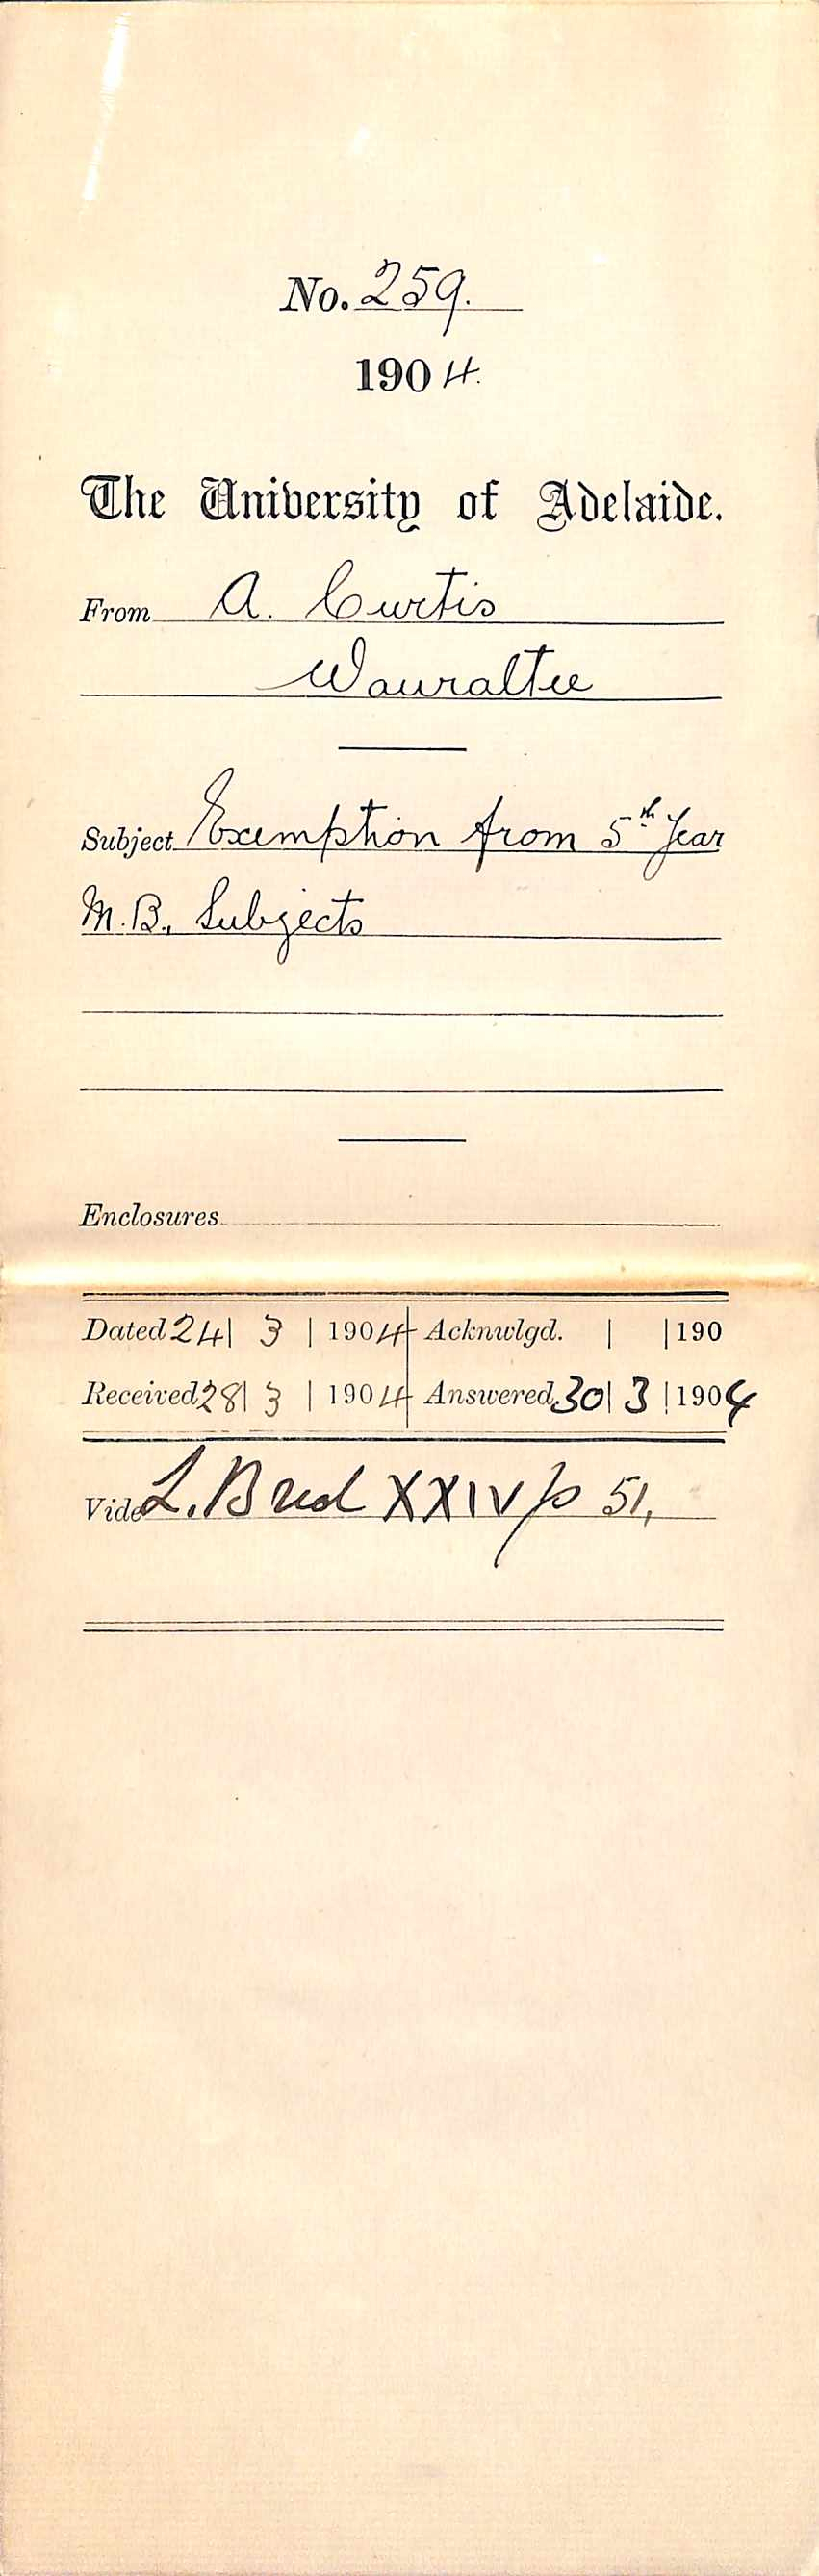 No. 259.
1904.
The University of Adelaide.
From A. Curtis
Wauraltee
Subject Exemption from 5th Year
M.B., Subjects
Enclosures
Dated 24 | 3 | 1904 Acknwlgd. | | 190
Received 28 | 3 | 1904 Answered 30 | 3 | 1904
Vide L. B red XXIV p 51,